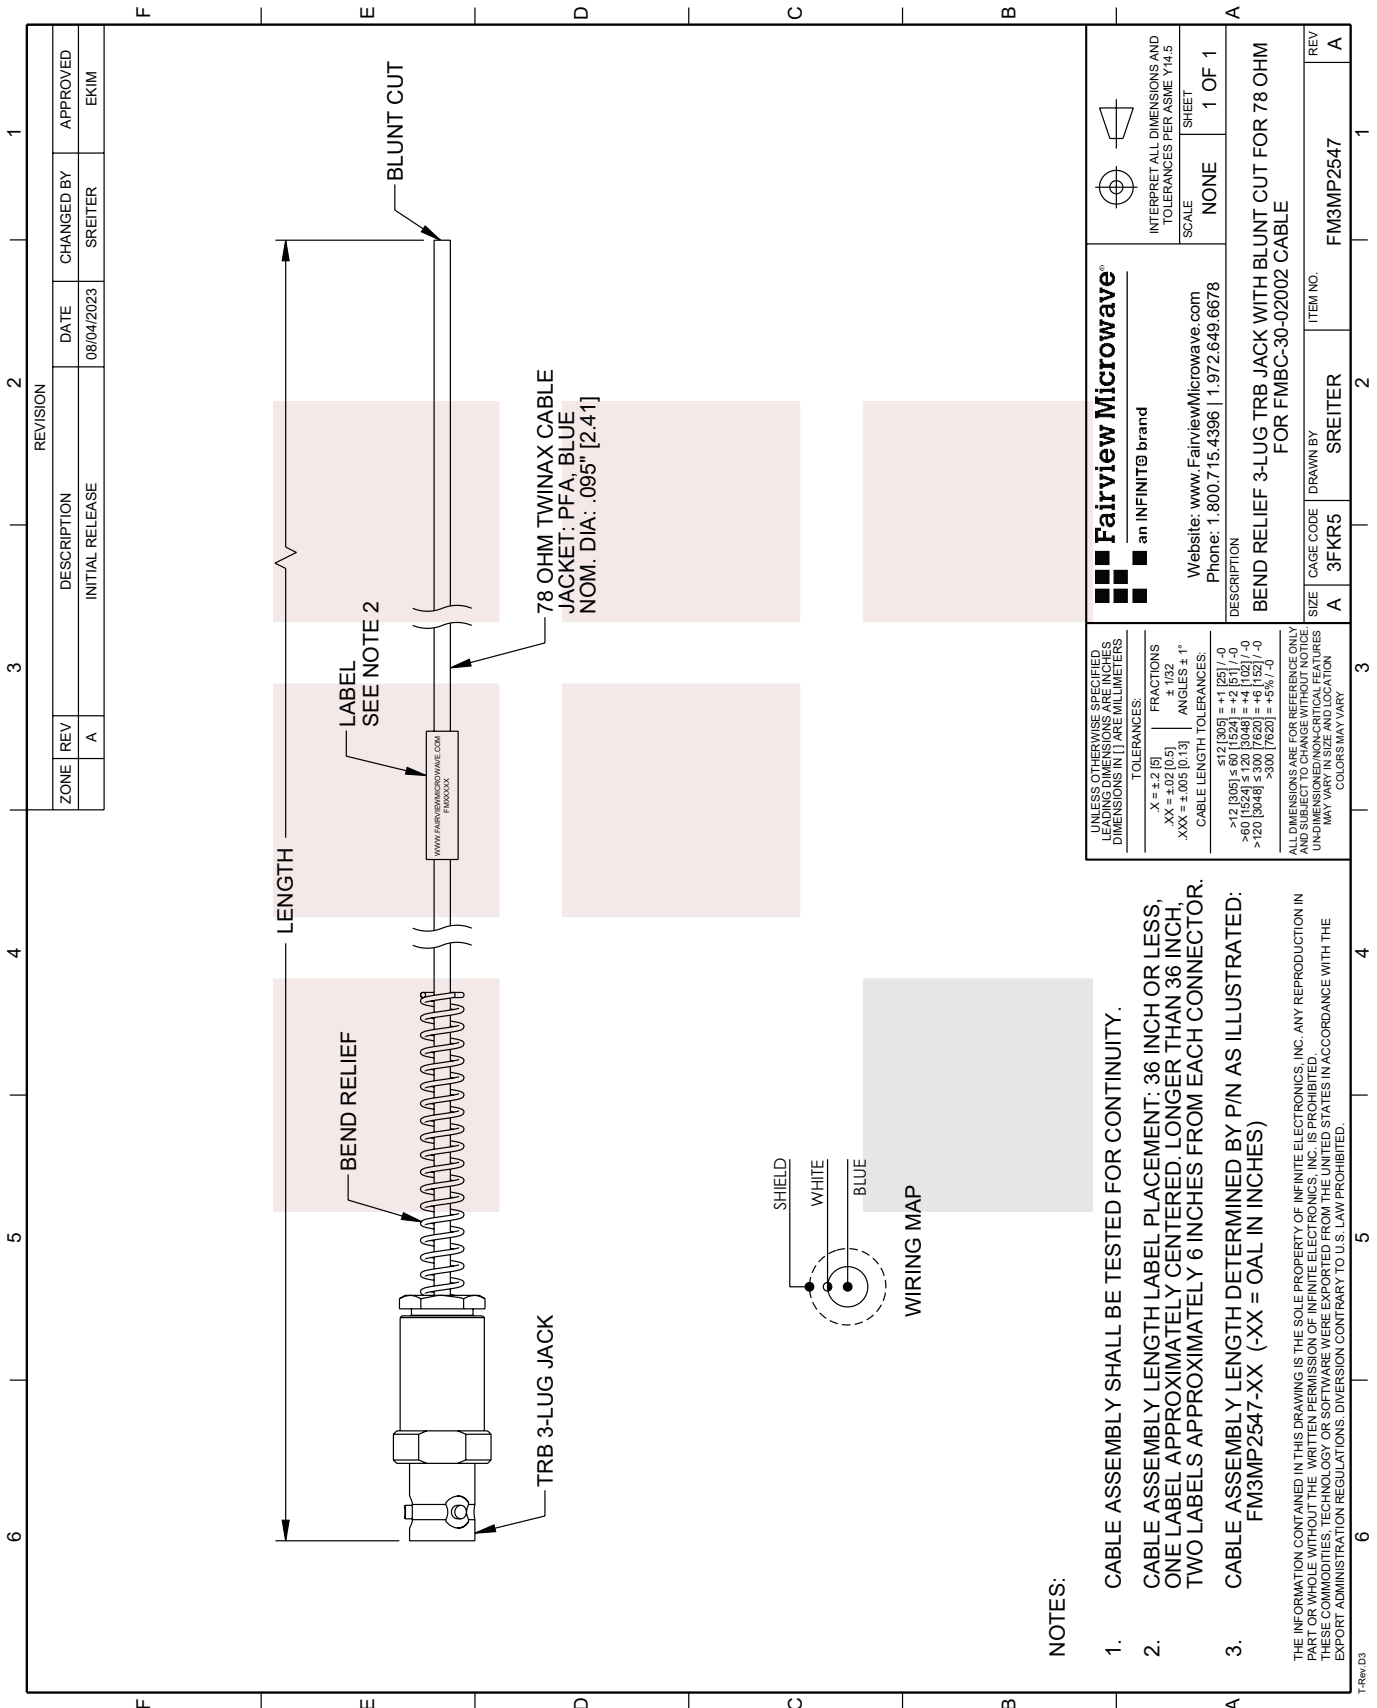 6
5
4
3
2
1
F
E
D
C
B
A
REVISION
ZONE
REV
DESCRIPTION
DATE
CHANGED BY
APPROVED
A
INITIAL RELEASE
08/04/2023
SREITER
EKIM
LENGTH
BEND RELIEF
LABEL
SEE NOTE 2
BLUNT CUT
WWW.FAIRVIEWMICROWAVE.COM
FMXXXXX
TRB 3-LUG JACK
78 OHM TWINAX CABLE
JACKET: PFA, BLUE
NOM. DIA: .095" [2.41]
SHIELD
WHITE
BLUE
WIRING MAP
NOTES:
1. CABLE ASSEMBLY SHALL BE TESTED FOR CONTINUITY.
2. CABLE ASSEMBLY LENGTH LABEL PLACEMENT: 36 INCH OR LESS,
ONE LABEL APPROXIMATELY CENTERED. LONGER THAN 36 INCH,
TWO LABELS APPROXIMATELY 6 INCHES FROM EACH CONNECTOR.
3. CABLE ASSEMBLY LENGTH DETERMINED BY P/N AS ILLUSTRATED:
FM3MP2547-XX (-XX = OAL IN INCHES)
THE INFORMATION CONTAINED IN THIS DRAWING IS THE SOLE PROPERTY OF INFINITE ELECTRONICS, INC. ANY REPRODUCTION IN
PART OR WHOLE WITHOUT THE WRITTEN PERMISSION OF INFINITE ELECTRONICS, INC. IS PROHIBITED.
THESE COMMODITIES, TECHNOLOGY OR SOFTWARE WERE EXPORTED FROM THE UNITED STATES IN ACCORDANCE WITH THE
EXPORT ADMINISTRATION REGULATIONS. DIVERSION CONTRARY TO U.S. LAW PROHIBITED.
UNLESS OTHERWISE SPECIFIED
LEADING DIMENSIONS ARE INCHES
DIMENSIONS IN [ ] ARE MILLIMETERS
TOLERANCES:
.X = ±.2 [5]
.XX = ±.02 [0.5]
.XXX = ±.005 [0.13]
FRACTIONS
± 1/32
ANGLES ± 1°
CABLE LENGTH TOLERANCES:
≤12 [305] = +1 [25] / -0
>12 [305] ≤ 60 [1524] = +2 [51] / -0
>60 [1524] ≤ 120 [3048] = +4 [102] / -0
>120 [3048] ≤ 300 [7620] = +6 [152] / -0
>300 [7620] = +5% / -0
ALL DIMENSIONS ARE FOR REFERENCE ONLY
AND SUBJECT TO CHANGE WITHOUT NOTICE.
UN-DIMENSIONED/NON-CRITICAL FEATURES
MAY VARY IN SIZE AND LOCATION
COLORS MAY VARY
Fairview Microwave®
an INFINIT@ brand
Website: www.FairviewMicrowave.com
Phone: 1.800.715.4396 | 1.972.649.6678
INTERPRET ALL DIMENSIONS AND
TOLERANCES PER ASME Y14.5
SCALE
NONE
SHEET
1 OF 1
DESCRIPTION
BEND RELIEF 3-LUG TRB JACK WITH BLUNT CUT FOR 78 OHM
FOR FMBC-30-02002 CABLE
SIZE
A
CAGE CODE
3FKR5
DRAWN BY
SREITER
ITEM NO.
FM3MP2547
REV
A
F
E
D
C
B
A
6
5
4
3
2
1
T-Rev.D3